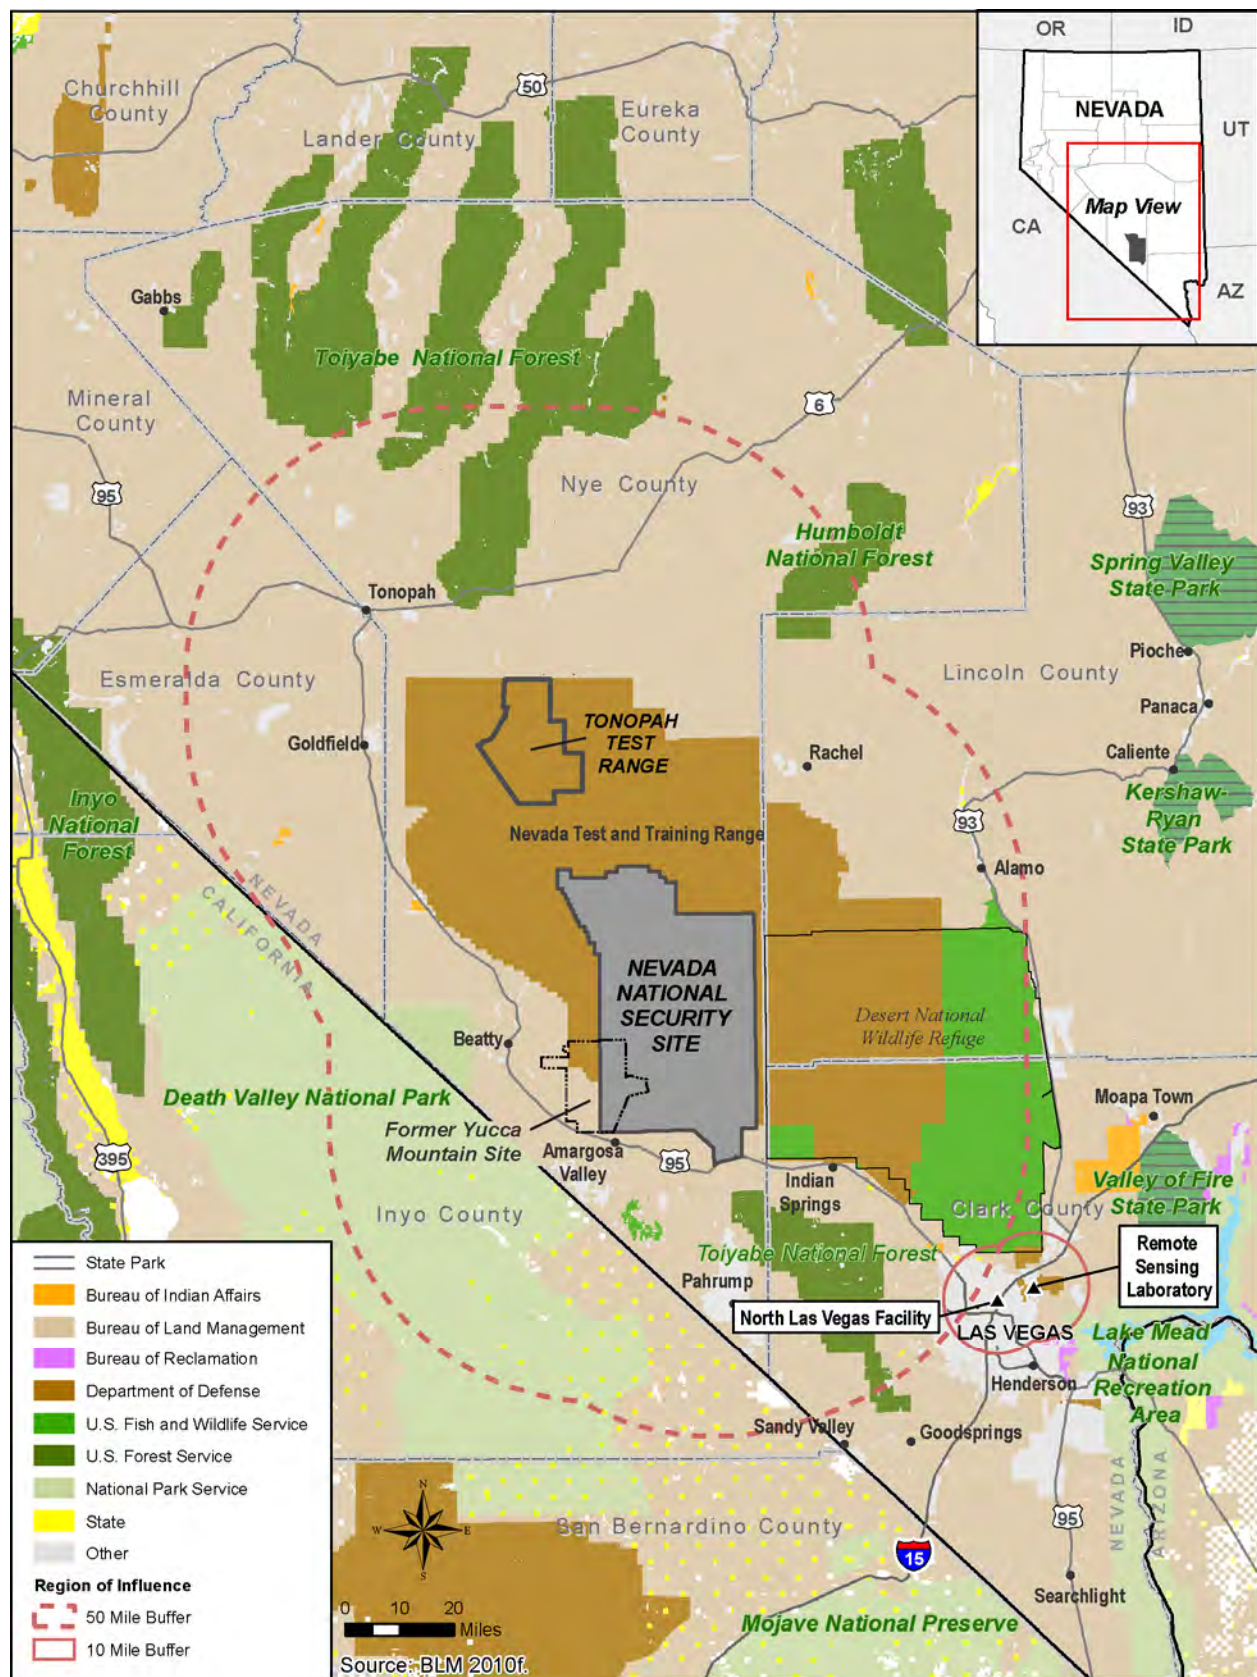 OR
ID
NEVADA
UT
Map View
CA
AZ
Churchhill
County
50
Eureka
County
Lander County
Gabbs
Toiyabe National Forest
Mineral
County
6
95
Nye County
93
Humboldt
National Forest
Spring Valley
State Park
Tonopah
Pioche
Esmeralda County
Lincoln County
Panaca
TONOPAH
TEST
RANGE
Goldfield
Rachel
Caliente
Inyo
National
Forest
Kershaw-
Ryan
State Park
Nevada Test and Training Range
93
Alamo
NEVADA
CALIFORNIA
NEVADA
NATIONAL
SECURITY
SITE
Desert National
Wildlife Refuge
Beatty
Death Valley National Park
Moapa Town
Former Yucca
Mountain Site
Amargosa
Valley
95
395
Indian
Springs
Valley of Fire
State Park
Inyo County
Clark County
Toiyabe National Forest
Remote
Sensing
Laboratory
Pahrump
North Las Vegas Facility
LAS VEGAS
Lake Mead
National
Recreation
Area
Henderson
Sandy Valley
Goodsprings
NEVADA
ARIZONA
San Bernardino County
95
15
Searchlight
Mojave National Preserve
State Park
Bureau of Indian Affairs
Bureau of Land Management
Bureau of Reclamation
Department of Defense
U.S. Fish and Wildlife Service
U.S. Forest Service
National Park Service
State
Other
Region of Influence
50 Mile Buffer
10 Mile Buffer
N
W
E
S
0 10 20
Miles
Source: BLM 2010f.